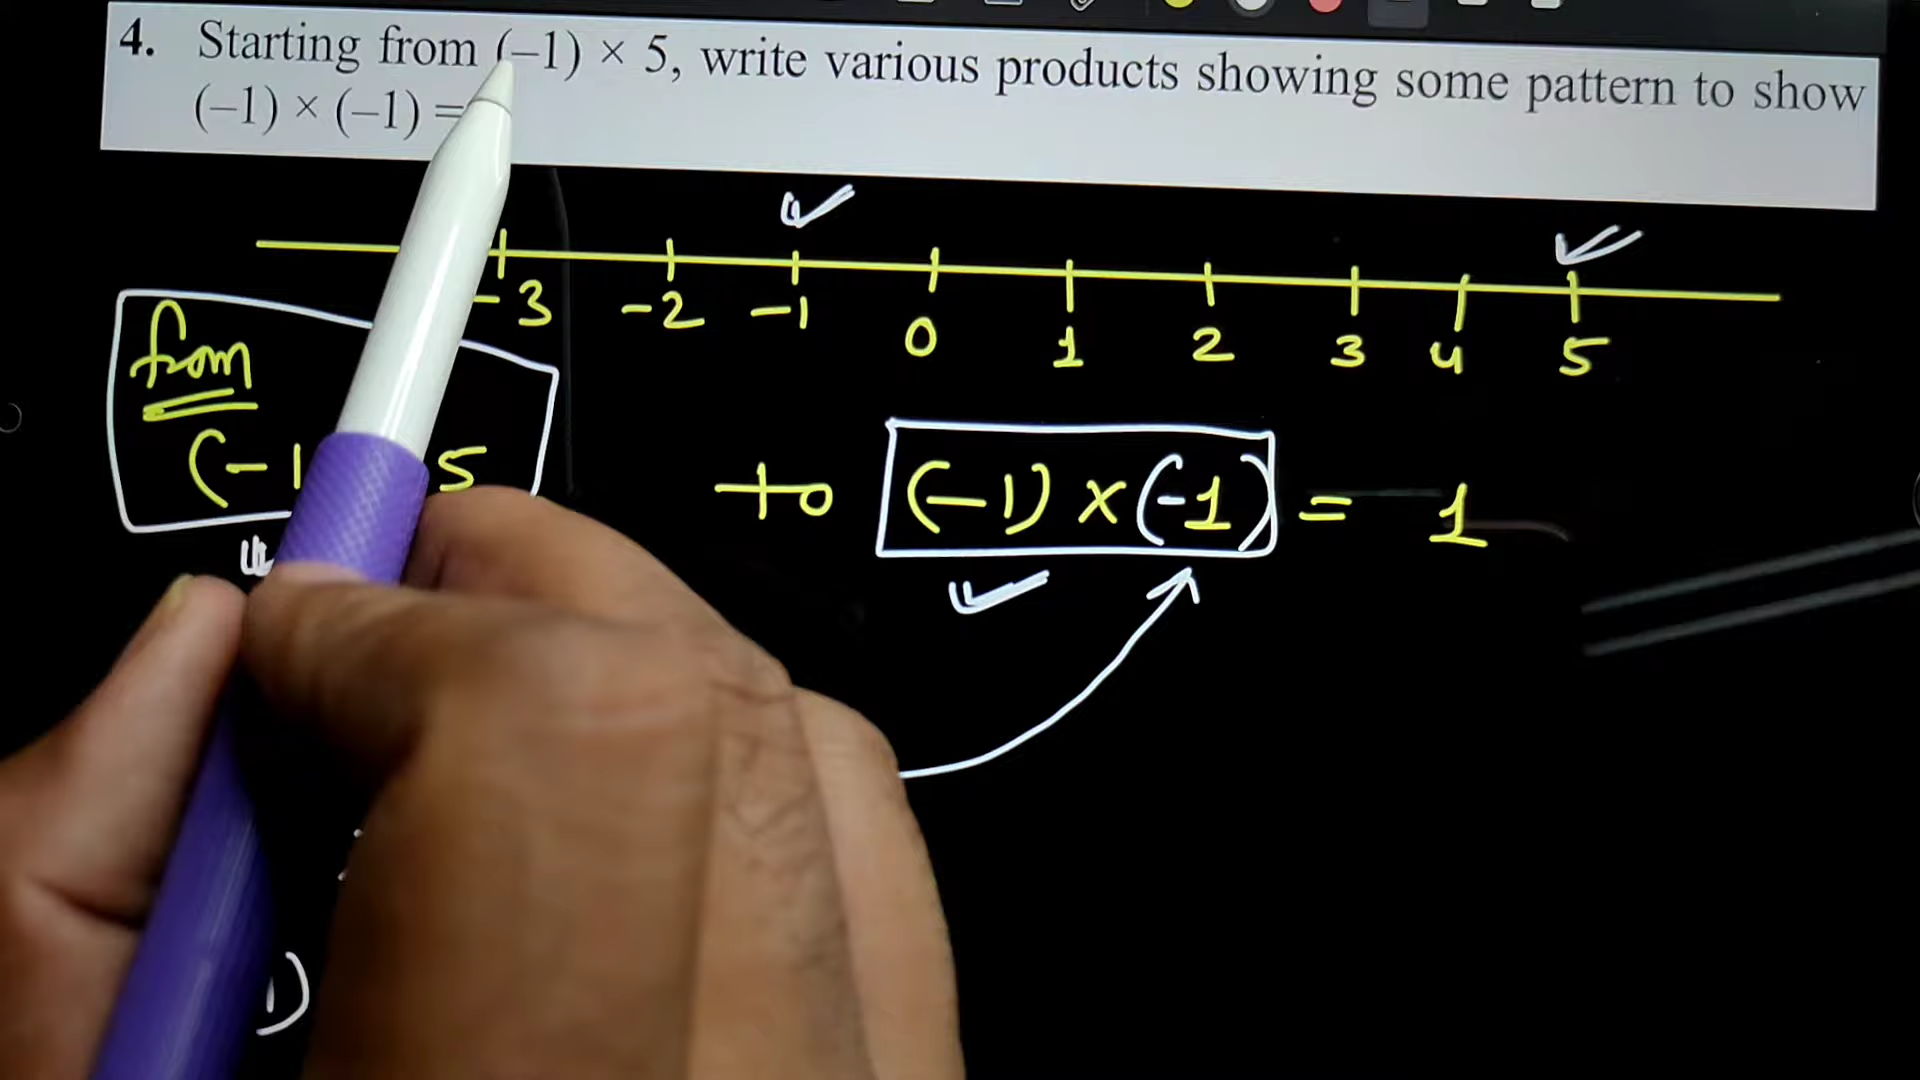 4. Starting from (–1) × 5, write various products showing some pattern to show
(–1) × (–1) =
-3 -2 -1 0 1 2 3 4 5
from
(-1 5
to (-1) × (-1) = 1
1)